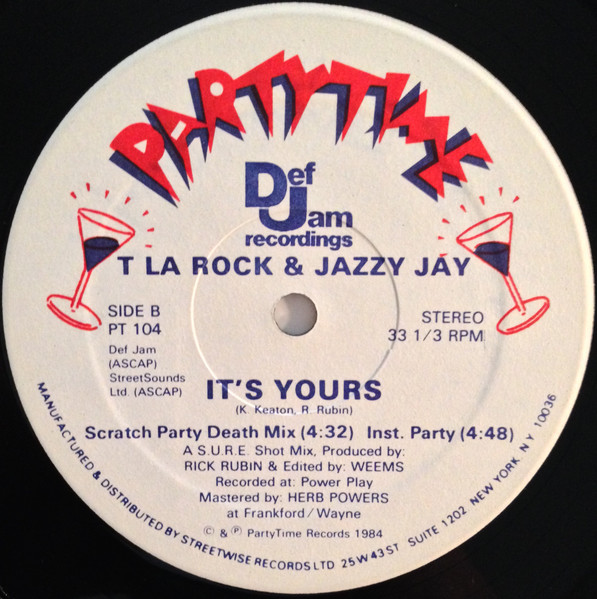 PARTYTIME
Def
Jam
recordings
T LA ROCK & JAZZY JAY
SIDE B
PT 104
STEREO
33 1/3 RPM
Def Jam
(ASCAP)
StreetSounds
Ltd. (ASCAP)
IT'S YOURS
(K. Keaton, R. Rubin)
Scratch Party Death Mix (4:32) Inst. Party (4:48)
A S.U.R.E. Shot Mix, Produced by:
RICK RUBIN & Edited by: WEEMS
Recorded at: Power Play
Mastered by: HERB POWERS
at Frankford/Wayne
© & ℗ PartyTime Records 1984
MANUFACTURED & DISTRIBUTED BY STREETWISE RECORDS LTD 25 W 43 ST SUITE 1202 NEW YORK, NY 10036